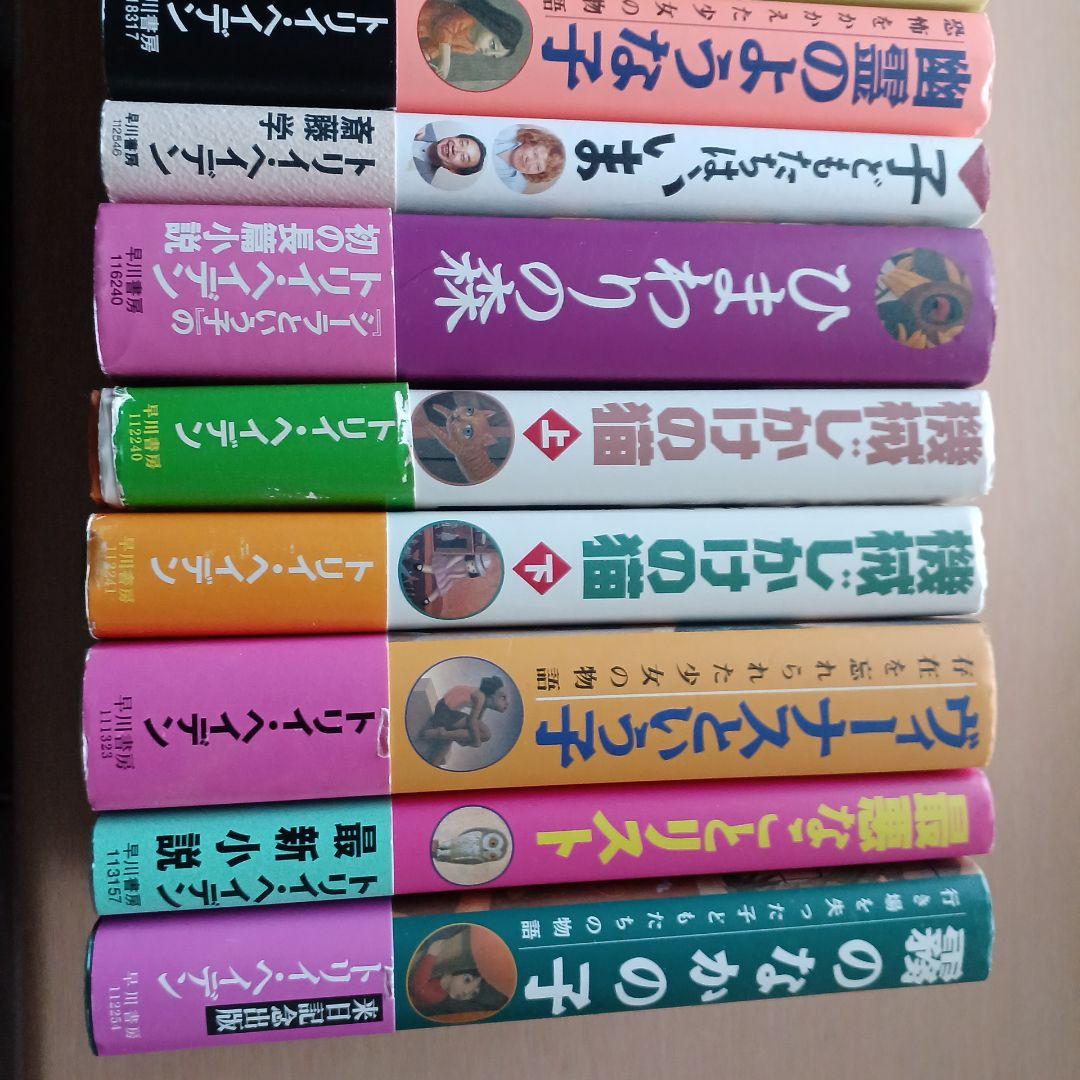 恐怖をかかえた少女の物語
幽霊のような子
トリイ・ヘイデン
早川書房
18317
子どもたちは、いま
トリイ・ヘイデン
斎藤学
早川書房
112546
ひまわりの森
『シーラという子』の
トリイ・ヘイデン
初の長篇小説
早川書房
116240
機械じかけの猫
上
トリイ・ヘイデン
早川書房
112240
機械じかけの猫
下
トリイ・ヘイデン
早川書房
112241
存在を忘れられた少女の物語
ヴィーナスという子
トリイ・ヘイデン
早川書房
111323
最悪なことリスト
トリイ・ヘイデン
最新小説
早川書房
113157
行き場を失った子どもたちの物語
霧のなかの子
トリイ・ヘイデン
来日記念出版
早川書房
112254